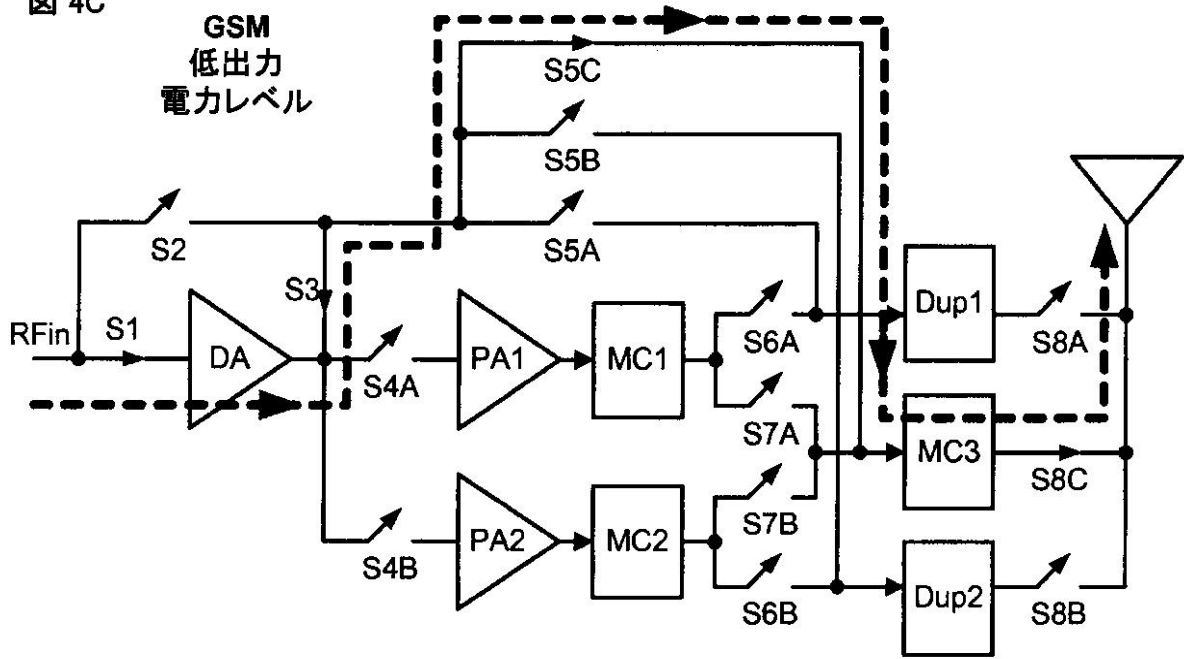 図 4C
GSM
低出力
電力レベル
S5C
S5B
S2
S5A
S3
RFin
S1
DA
S4A
PA1
MC1
S6A
Dup1
S8A
S7A
MC3
S8C
S4B
PA2
MC2
S7B
S6B
Dup2
S8B